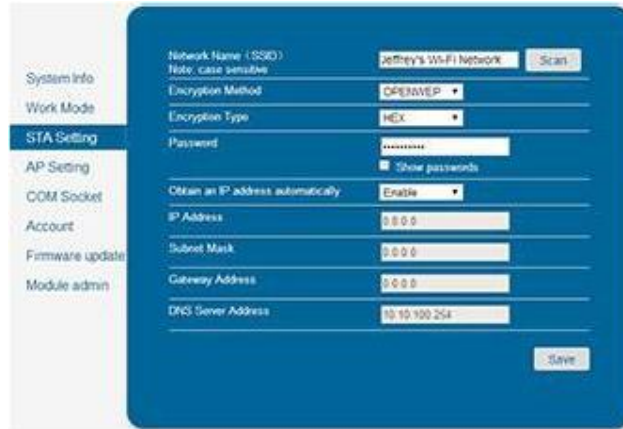 System Info
Work Mode
STA Setting
AP Setting
COM Socket
Account
Firmware update
Module admin
Network Name (SSID)
Note: case sensitive
Jeffrey's Wi-Fi Network
Scan
Encryption Method
OPENWEP
Encryption Type
HEX
Password
••••••••••
Show passwords
Obtain an IP address automatically
Enable
IP Address
0.0.0.0
Subnet Mask
0.0.0.0
Gateway Address
0.0.0.0
DNS Server Address
10.10.100.254
Save